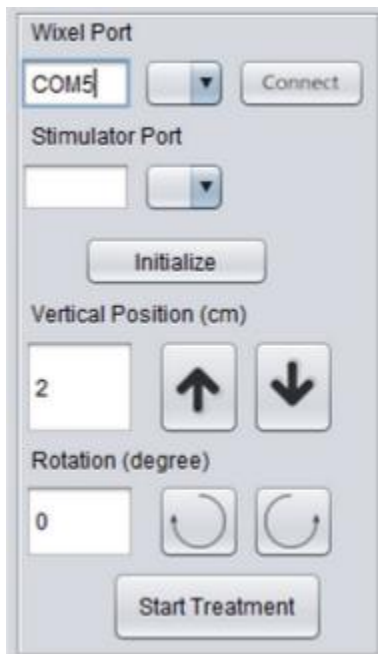 Wixel Port
COM5 Connect
Stimulator Port
Initialize
Vertical Position (cm)
2
Rotation (degree)
0
Start Treatment